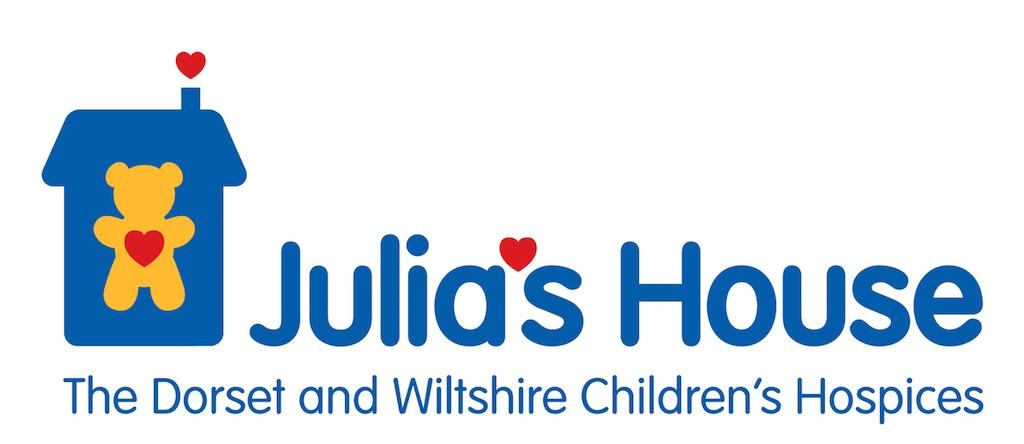 Julia's House
The Dorset and Wiltshire Children's Hospices